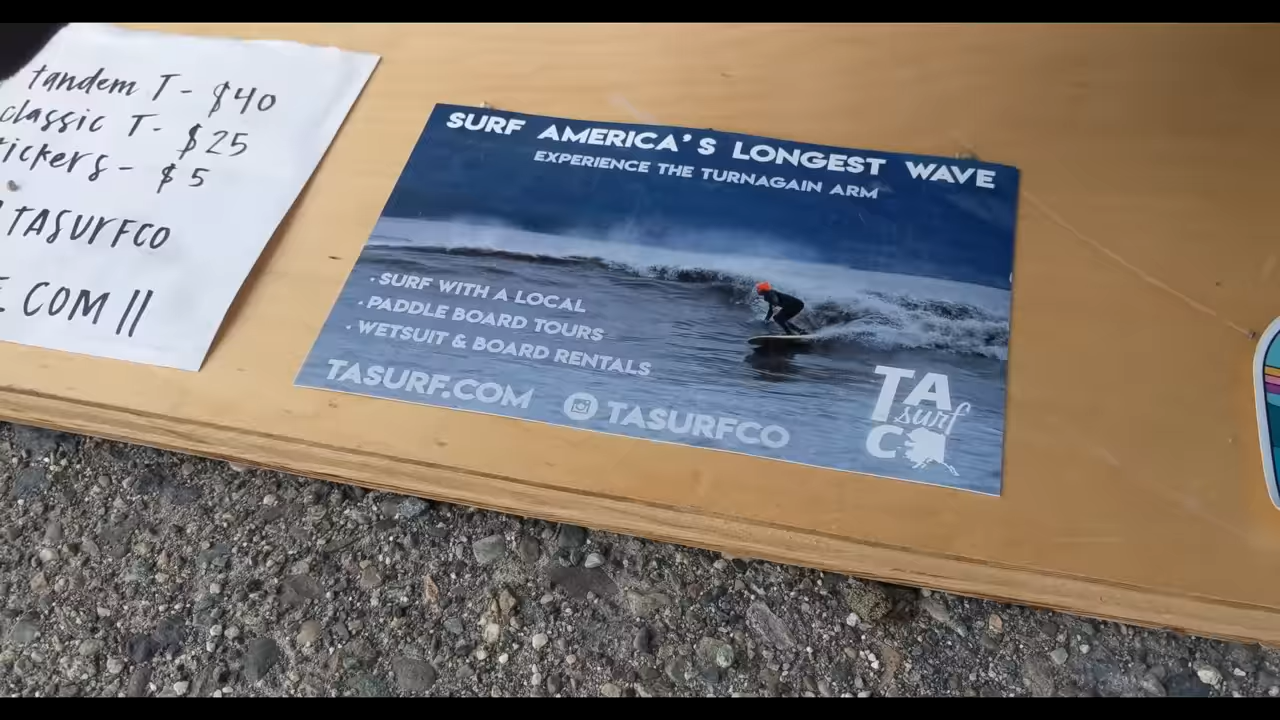 tandem T - $40
classic T - $25
stickers - $5
TASURFCO
E.COM ||
SURF AMERICA'S LONGEST WAVE
EXPERIENCE THE TURNAGAIN ARM
· SURF WITH A LOCAL
· PADDLE BOARD TOURS
· WETSUIT & BOARD RENTALS
TASURF.COM TASURFCO
TA
surf
CO